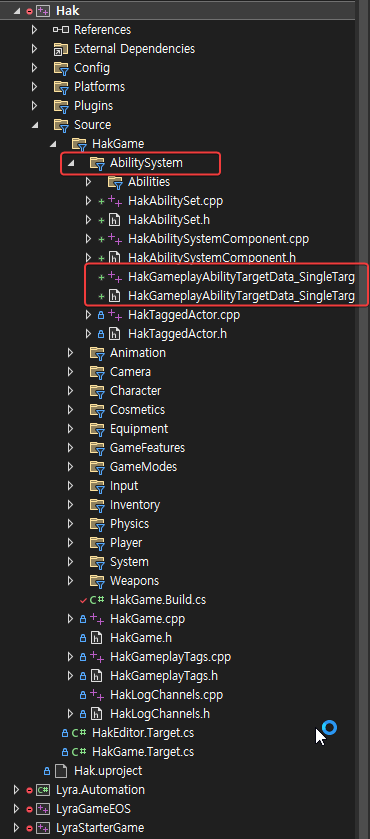 Hak
References
External Dependencies
Config
Platforms
Plugins
Source
HakGame
AbilitySystem
Abilities
HakAbilitySet.cpp
HakAbilitySet.h
HakAbilitySystemComponent.cpp
HakAbilitySystemComponent.h
HakGameplayAbilityTargetData_SingleTarg
HakGameplayAbilityTargetData_SingleTarg
HakTaggedActor.cpp
HakTaggedActor.h
Animation
Camera
Character
Cosmetics
Equipment
GameFeatures
GameModes
Input
Inventory
Physics
Player
System
Weapons
C# HakGame.Build.cs
HakGame.cpp
HakGame.h
HakGameplayTags.cpp
HakGameplayTags.h
HakLogChannels.cpp
HakLogChannels.h
C# HakEditor.Target.cs
C# HakGame.Target.cs
Hak.uproject
C# Lyra.Automation
LyraGameEOS
LyraStarterGame